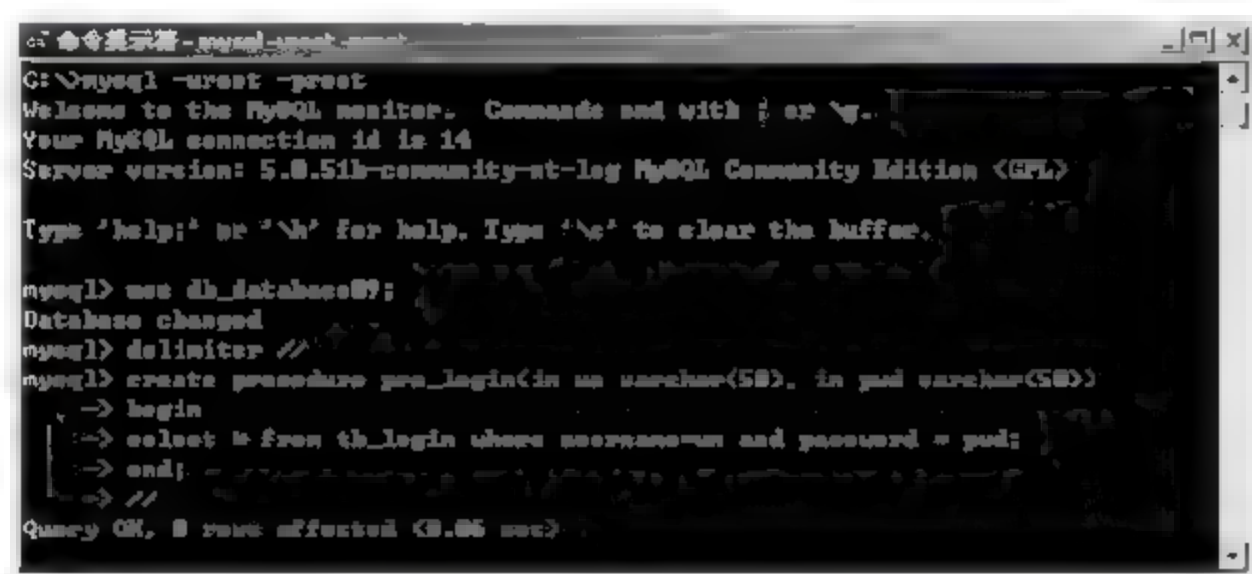 命令提示符 - mysql -uroot -proot
C:\>mysql -uroot -proot
Welcome to the MySQL monitor.  Commands end with ; or \g.
Your MySQL connection id is 14
Server version: 5.0.51b-community-nt-log MySQL Community Edition (GPL)
Type 'help;' or '\h' for help. Type '\c' to clear the buffer.
mysql> use db_database09;
Database changed
mysql> delimiter //
mysql> create procedure pro_login(in un varchar(50), in pwd varchar(50))
-> begin
-> select * from tb_login where username=un and password = pwd;
-> end;
-> //
Query OK, 0 rows affected (0.06 sec)